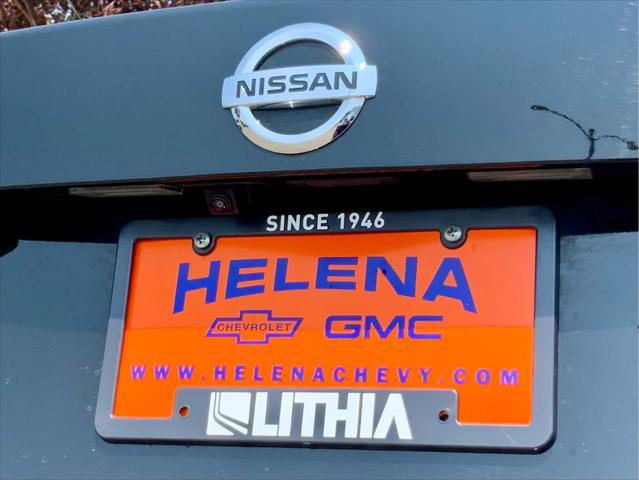 NISSAN
SINCE 1946
HELENA
CHEVROLET GMC
WWW.HELENACHEVY.COM
LITHIA